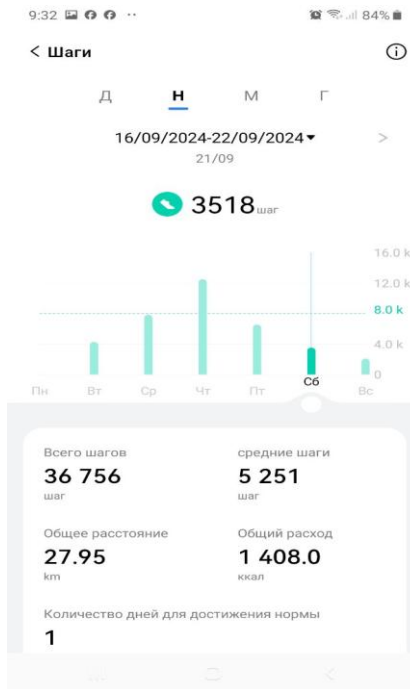 9:32 84%
< Шаги
Д Н М Г
16/09/2024-22/09/2024
21/09
3518 шаг
16.0 k
12.0 k
8.0 k
4.0 k
0
Пн Вт Ср Чт Пт Сб Вс
Всего шагов средние шаги
36 756 5 251
шаг шаг
Общее расстояние Общий расход
27.95 1 408.0
km ккал
Количество дней для достижения нормы
1